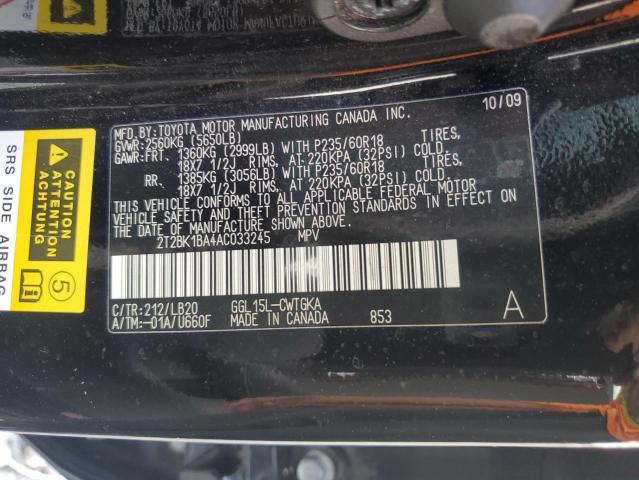 MFD.BY:TOYOTA MOTOR MANUFACTURING CANADA INC.
10/09
GVWR:2560KG (5650LB)
GAWR:FRT. 1360KG (2999LB) WITH P235/60R18 TIRES,
18X7 1/2J RIMS, AT 220KPA (32PSI) COLD.
RR. 1385KG (3056LB) WITH P235/60R18 TIRES,
18X7 1/2J RIMS, AT 220KPA (32PSI) COLD.
THIS VEHICLE CONFORMS TO ALL APPLICABLE FEDERAL MOTOR
VEHICLE SAFETY AND THEFT PREVENTION STANDARDS IN EFFECT ON
THE DATE OF MANUFACTURE SHOWN ABOVE.
2T2BK1BA4AC033245 MPV
C/TR:212/LB20 GGL15L-CWTGKA
A/TM:-01A/U660F MADE IN CANADA 853
A
SRS SIDE AIRBAG
5